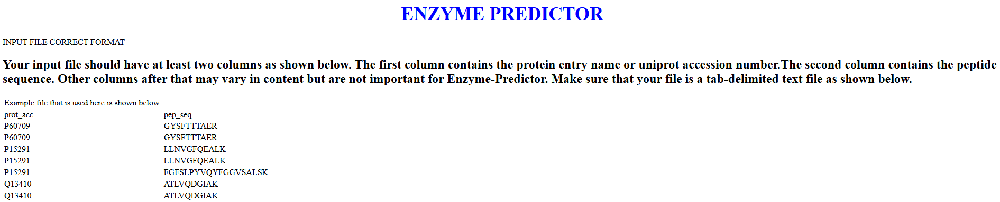 ENZYME PREDICTOR
INPUT FILE CORRECT FORMAT
Your input file should have at least two columns as shown below. The first column contains the protein entry name or uniprot accession number.The second column contains the peptide
sequence. Other columns after that may vary in content but are not important for Enzyme-Predictor. Make sure that your file is a tab-delimited text file as shown below.
Example file that is used here is shown below:
prot_acc pep_seq
P60709 GYSFTTTAER
P60709 GYSFTTTAER
P15291 LLNVGFQEALK
P15291 LLNVGFQEALK
P15291 FGFSLPYVQYFGGVSALSK
Q13410 ATLVQDGIAK
Q13410 ATLVQDGIAK